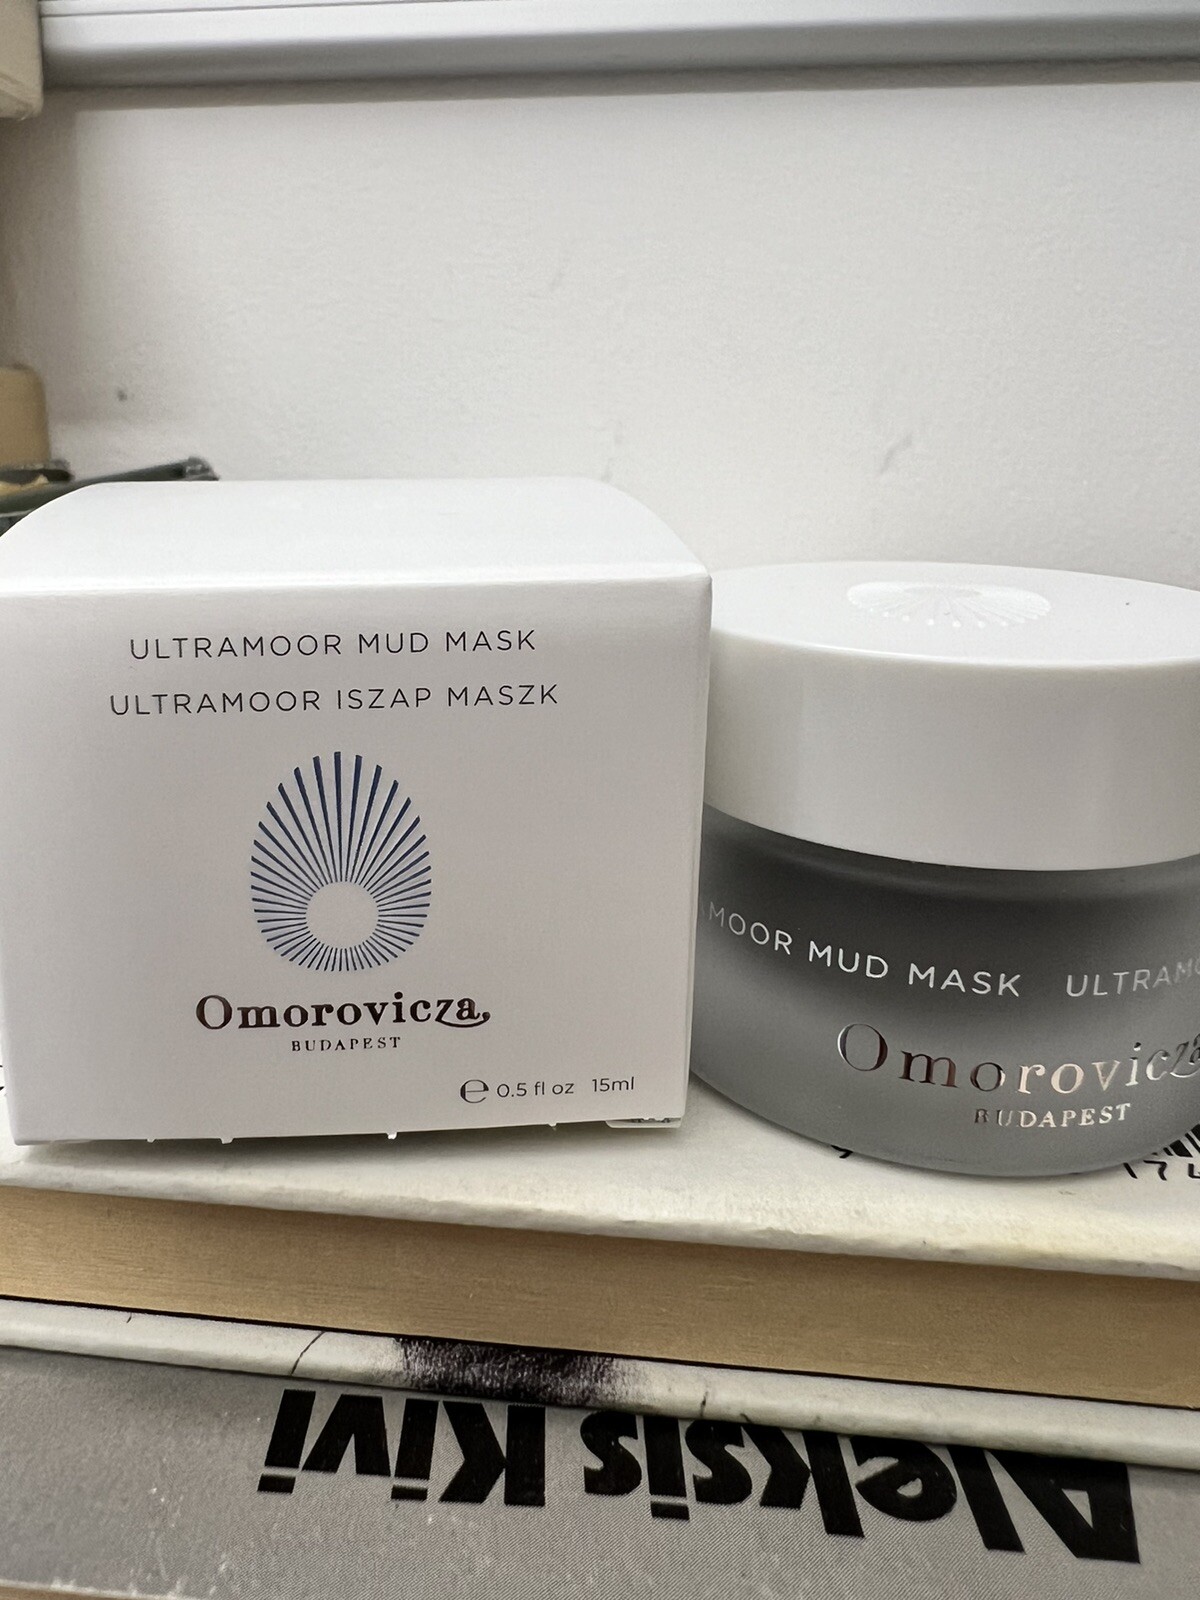 ULTRAMOOR MUD MASK
ULTRAMOOR ISZAP MASZK
Omorovicza
BUDAPEST
℮ 0.5 fl oz 15ml
MOOR MUD MASK ULTRAMO
Omorovicza
BUDAPEST
Aleksis Kivi